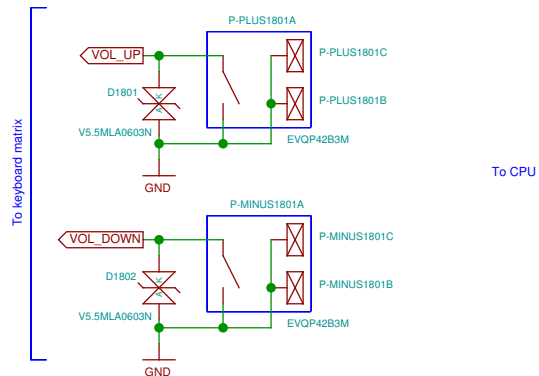 P-PLUS1801A
VOL_UP
P-PLUS1801C
D1801
A K
P-PLUS1801B
V5.5MLA0603N
EVQP42B3M
GND
To keyboard matrix
To CPU
P-MINUS1801A
VOL_DOWN
P-MINUS1801C
D1802
A K
P-MINUS1801B
V5.5MLA0603N
EVQP42B3M
GND